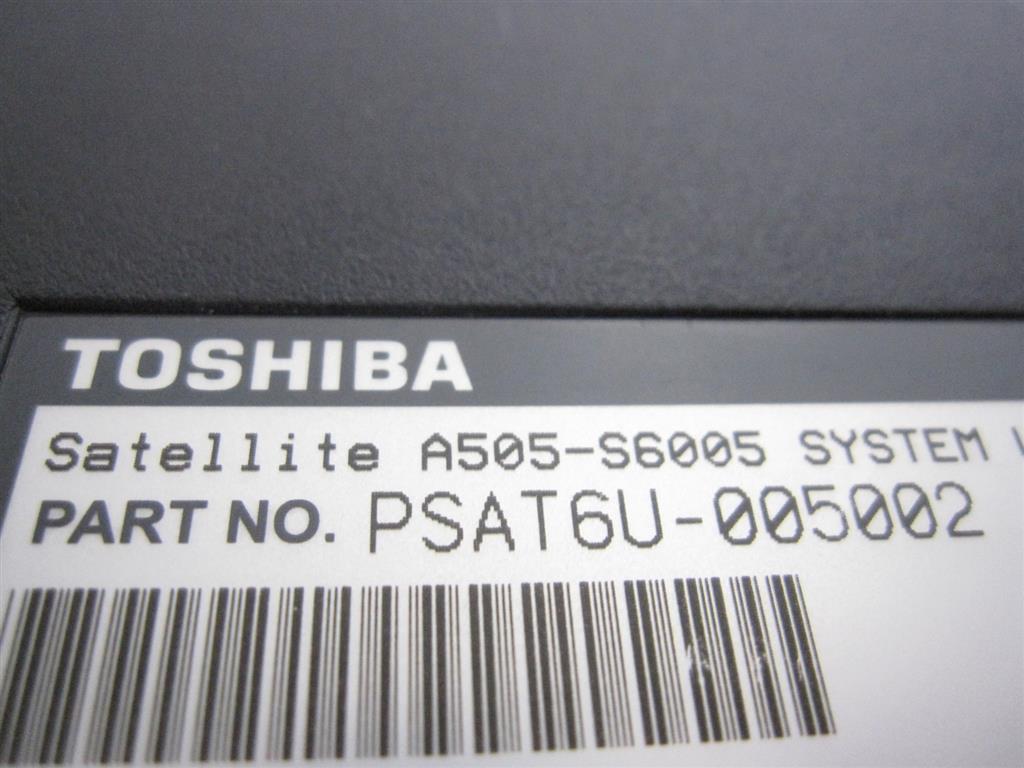 TOSHIBA
Satellite A505-S6005 SYSTEM
PART NO. PSAT6U-005002